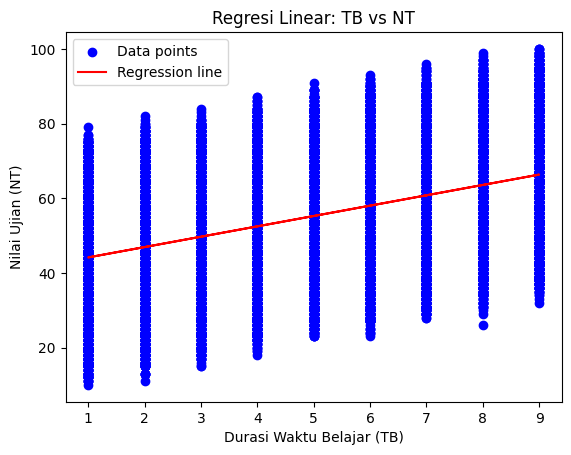 Regresi Linear: TB vs NT
Data points
Regression line
Nilai Ujian (NT)
100
80
60
40
20
1 2 3 4 5 6 7 8 9
Durasi Waktu Belajar (TB)